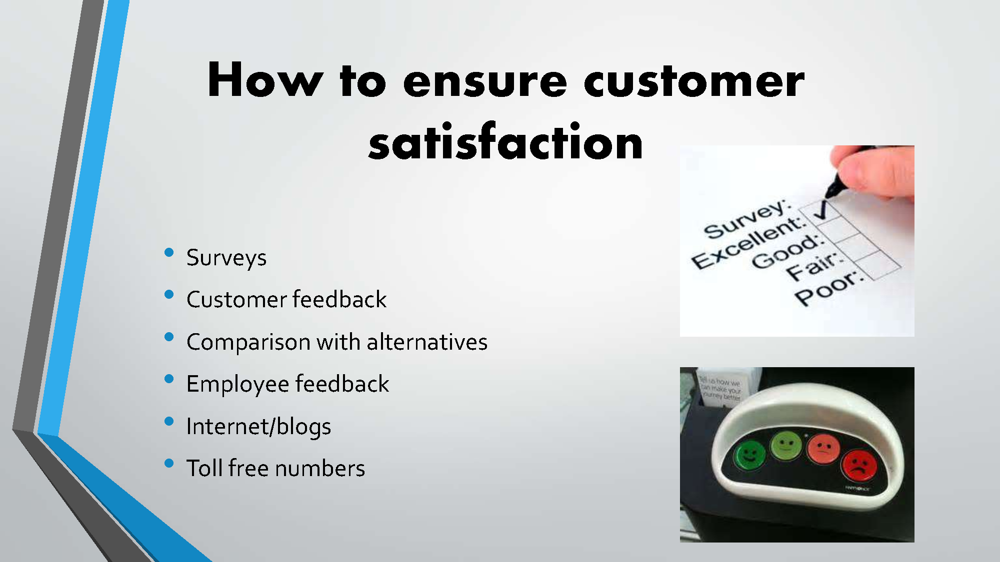 How to ensure customer
satisfaction
• Surveys
• Customer feedback
• Comparison with alternatives
• Employee feedback
• Internet/blogs
• Toll free numbers
Survey:
Excellent:
Good:
Fair:
Poor:
Tell us how we
can make your
journey better